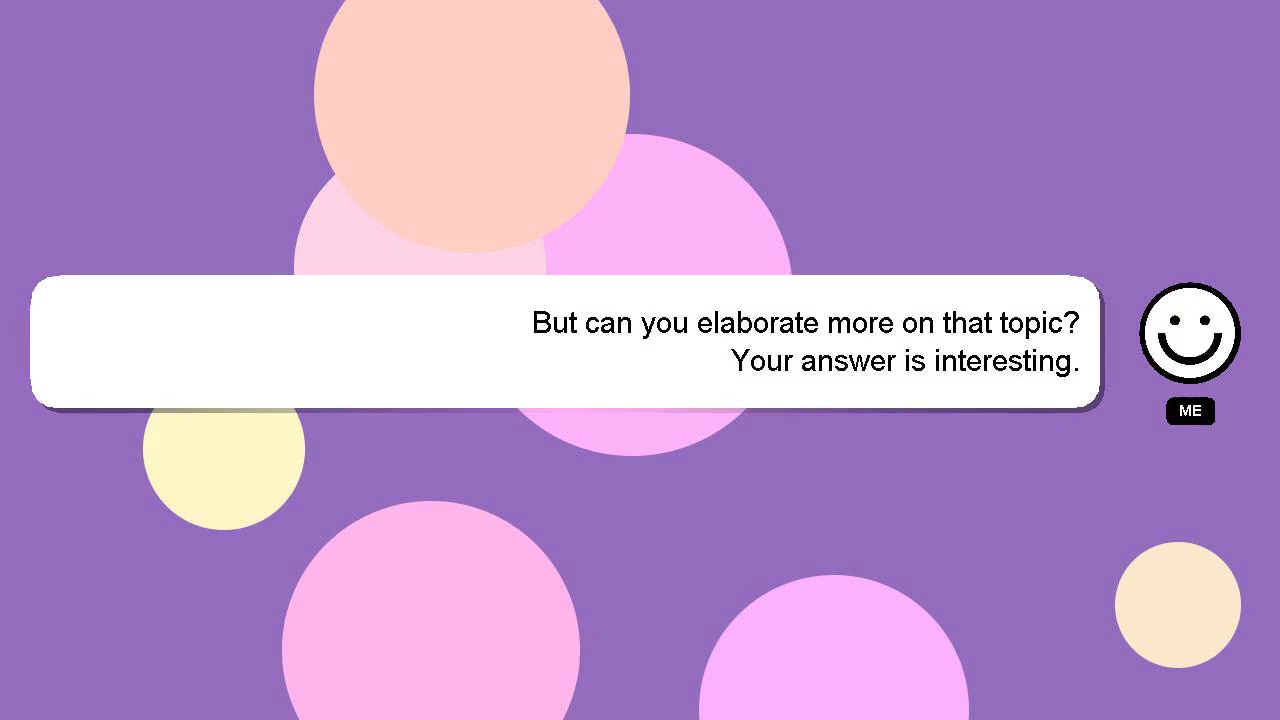 But can you elaborate more on that topic?
Your answer is interesting.
ME